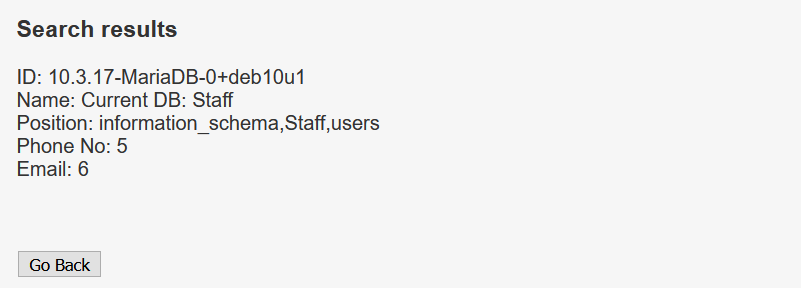 Search results
ID: 10.3.17-MariaDB-0+deb10u1
Name: Current DB: Staff
Position: information_schema,Staff,users
Phone No: 5
Email: 6
Go Back